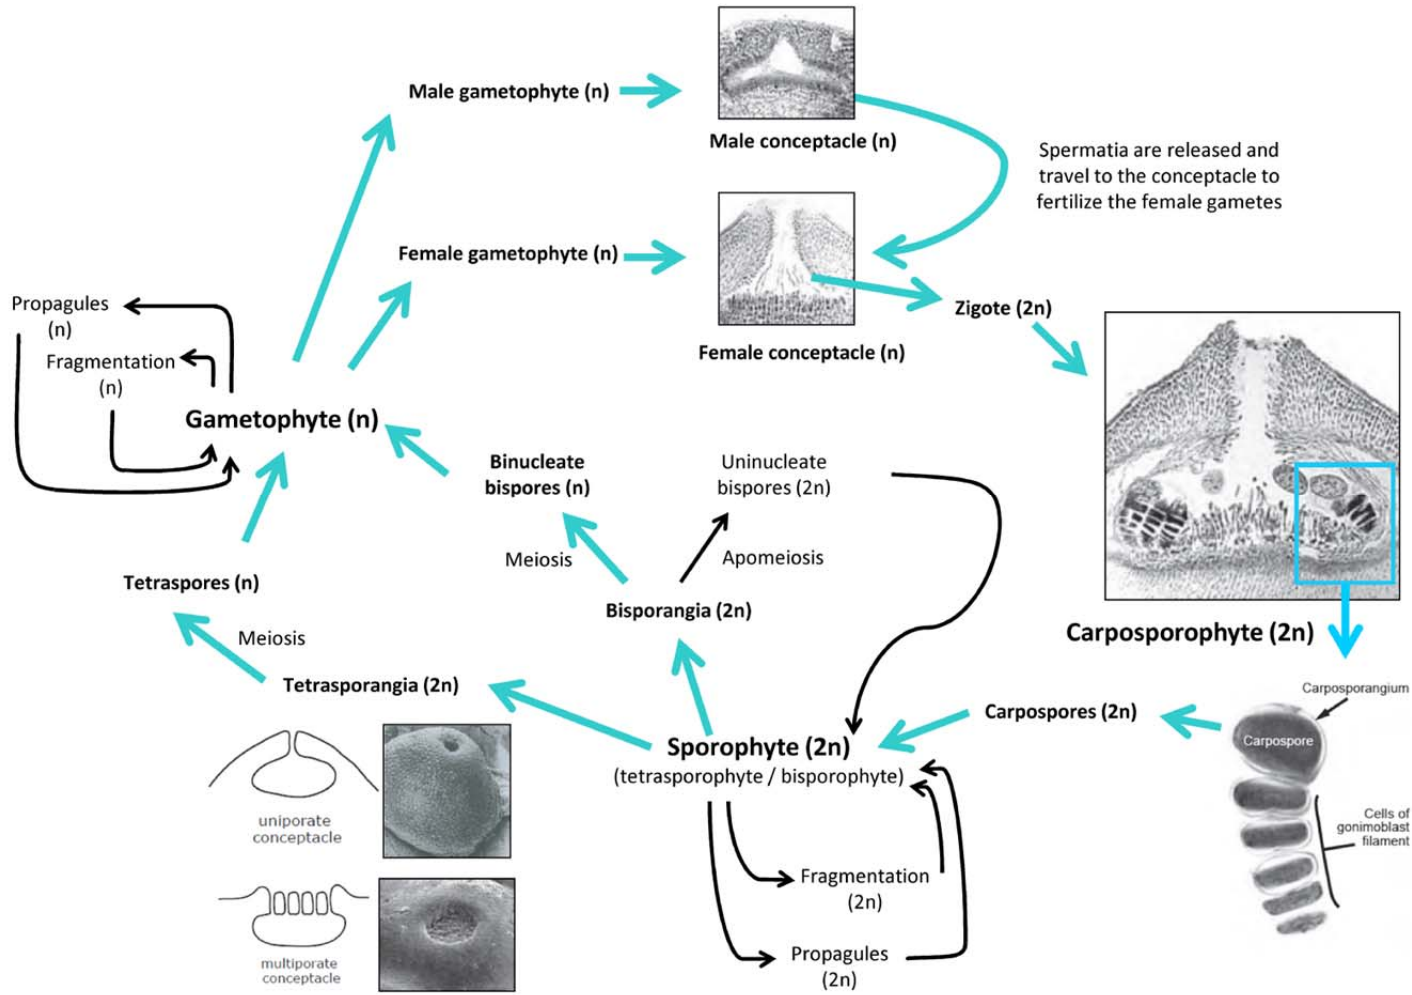 Male gametophyte (n)
Male conceptacle (n)
Spermatia are released and
travel to the conceptacle to
fertilize the female gametes
Female gametophyte (n)
Female conceptacle (n)
Zigote (2n)
Propagules
(n)
Fragmentation
(n)
Gametophyte (n)
Binucleate
bispores (n)
Uninucleate
bispores (2n)
Meiosis
Apomeiosis
Tetraspores (n)
Bisporangia (2n)
Meiosis
Tetrasporangia (2n)
Carposporophyte (2n)
Carposporangium
Carpospore
Carpospores (2n)
Cells of
gonimoblast
filament
Sporophyte (2n)
(tetrasporophyte / bisporophyte)
uniporate
conceptacle
Fragmentation
(2n)
Propagules
(2n)
multiporate
conceptacle